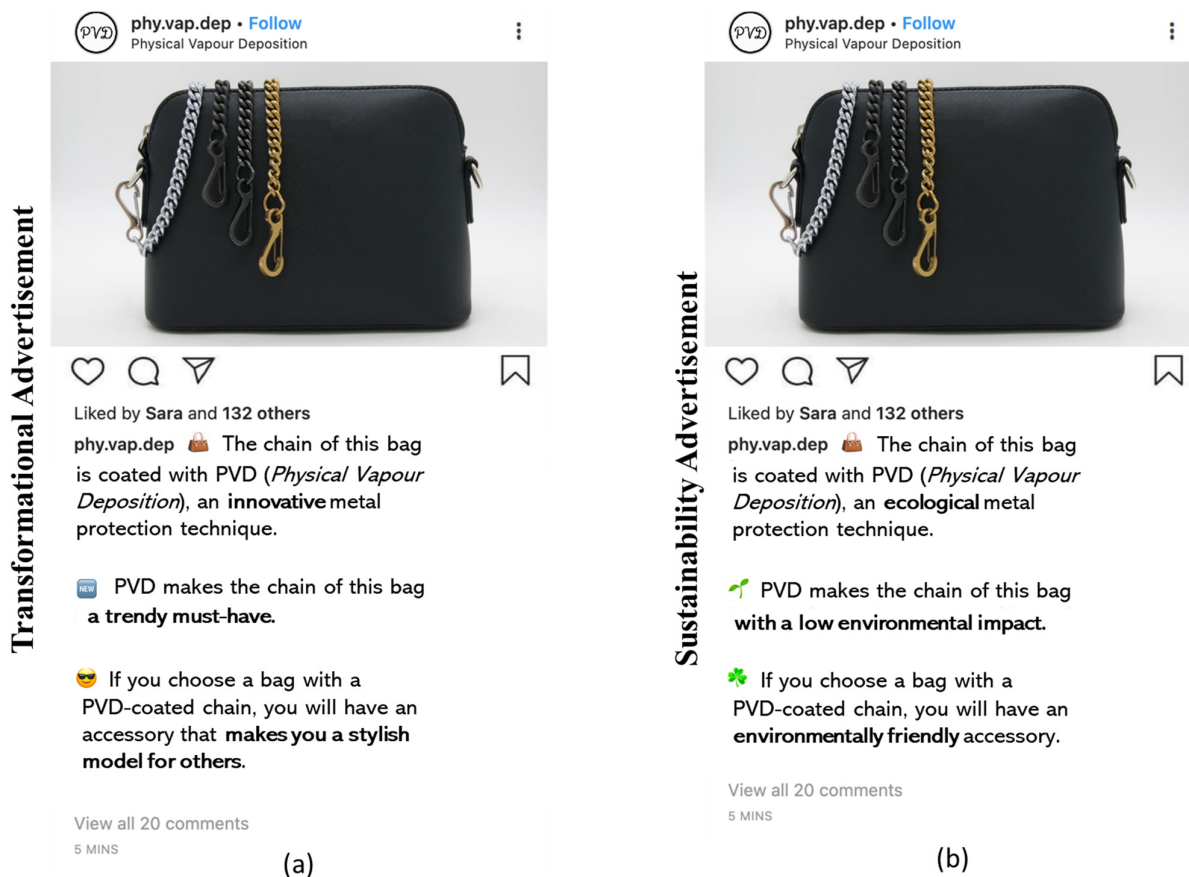 Transformational Advertisement
PVD
phy.vap.dep • Follow
Physical Vapour Deposition
Liked by Sara and 132 others
phy.vap.dep 👜 The chain of this bag
is coated with PVD (Physical Vapour
Deposition), an innovative metal
protection technique.
🆕 PVD makes the chain of this bag
a trendy must-have.
😎 If you choose a bag with a
PVD-coated chain, you will have an
accessory that makes you a stylish
model for others.
View all 20 comments
5 MINS
(a)
Sustainability Advertisement
PVD
phy.vap.dep • Follow
Physical Vapour Deposition
Liked by Sara and 132 others
phy.vap.dep 👜 The chain of this bag
is coated with PVD (Physical Vapour
Deposition), an ecological metal
protection technique.
🌱 PVD makes the chain of this bag
with a low environmental impact.
☘️ If you choose a bag with a
PVD-coated chain, you will have an
environmentally friendly accessory.
View all 20 comments
5 MINS
(b)